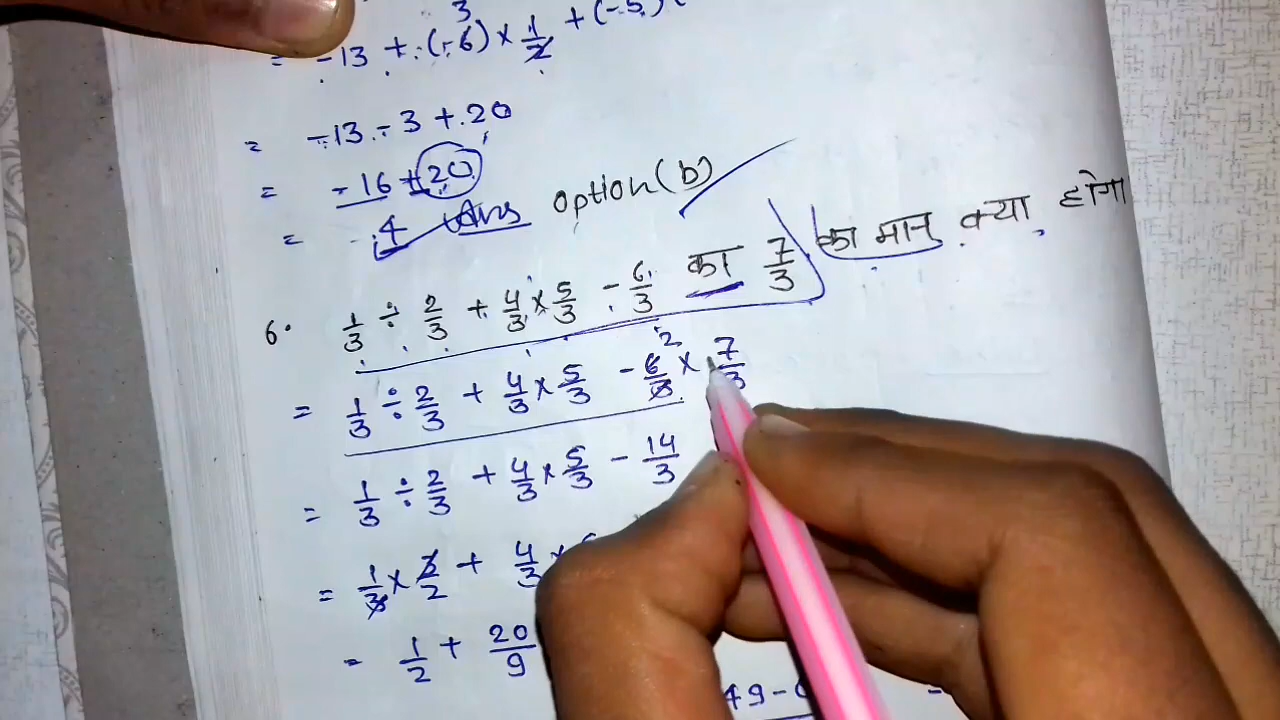 = -13 + (-6) × 1/2 + (-5)
3
= -13 - 3 + 20
= -16 + 20
= 4 Ans option (b)
6. 1/3 ÷ 2/3 + 4/3 × 5/3 - 6/3 का 7/3 का मान क्या होगा
= 1/3 ÷ 2/3 + 4/3 × 5/3 - 6/3 × 7/3
2
= 1/3 ÷ 2/3 + 4/3 × 5/3 - 14/3
= 1/3 × 3/2 + 4/3 ×
= 1/2 + 20/9
49 -